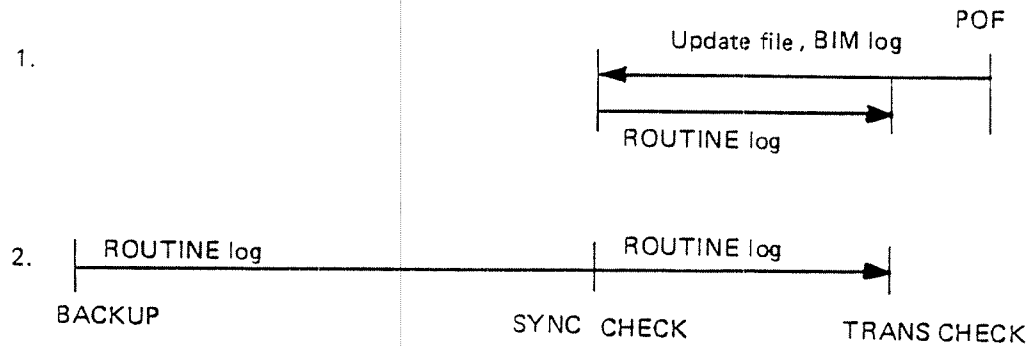 POF
1. Update file, BIM log
ROUTINE log
2. ROUTINE log ROUTINE log
BACKUP SYNC CHECK TRANS CHECK